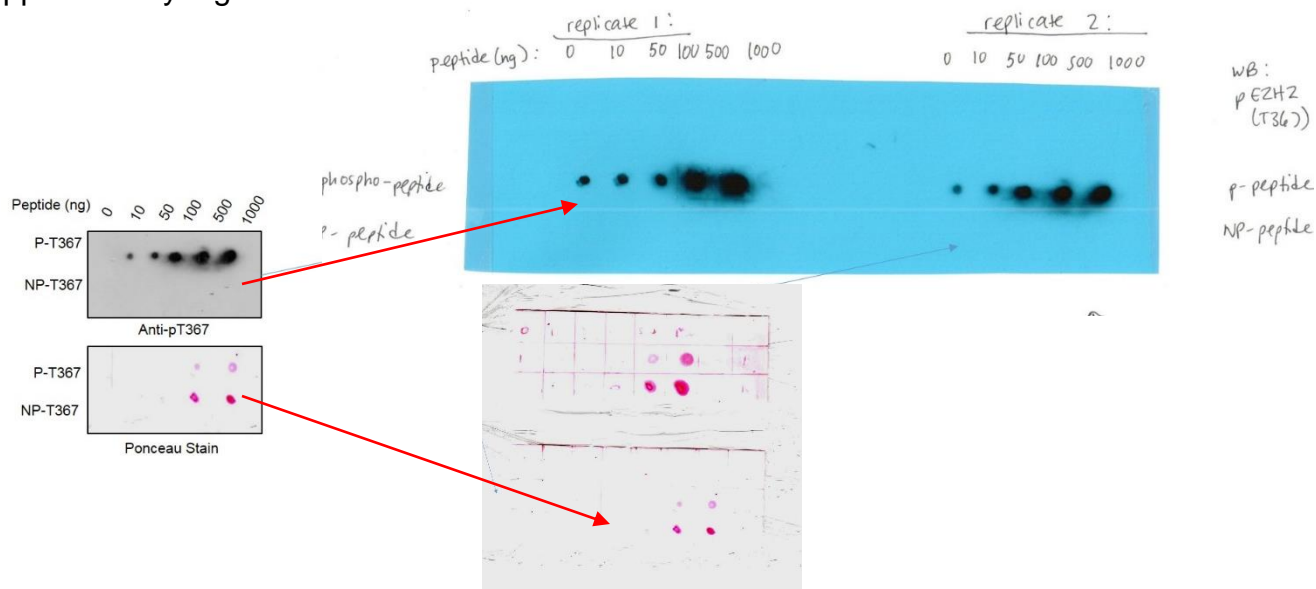 replicate 1:
peptide (ng): 0 10 50 100 500 1000
replicate 2:
0 10 50 100 500 1000
WB:
pEZH2
(T367)
phospho-peptide
P-peptide
p-peptide
NP-peptide
Peptide (ng) 0 10 50 100 500 1000
P-T367
NP-T367
Anti-pT367
P-T367
NP-T367
Ponceau Stain